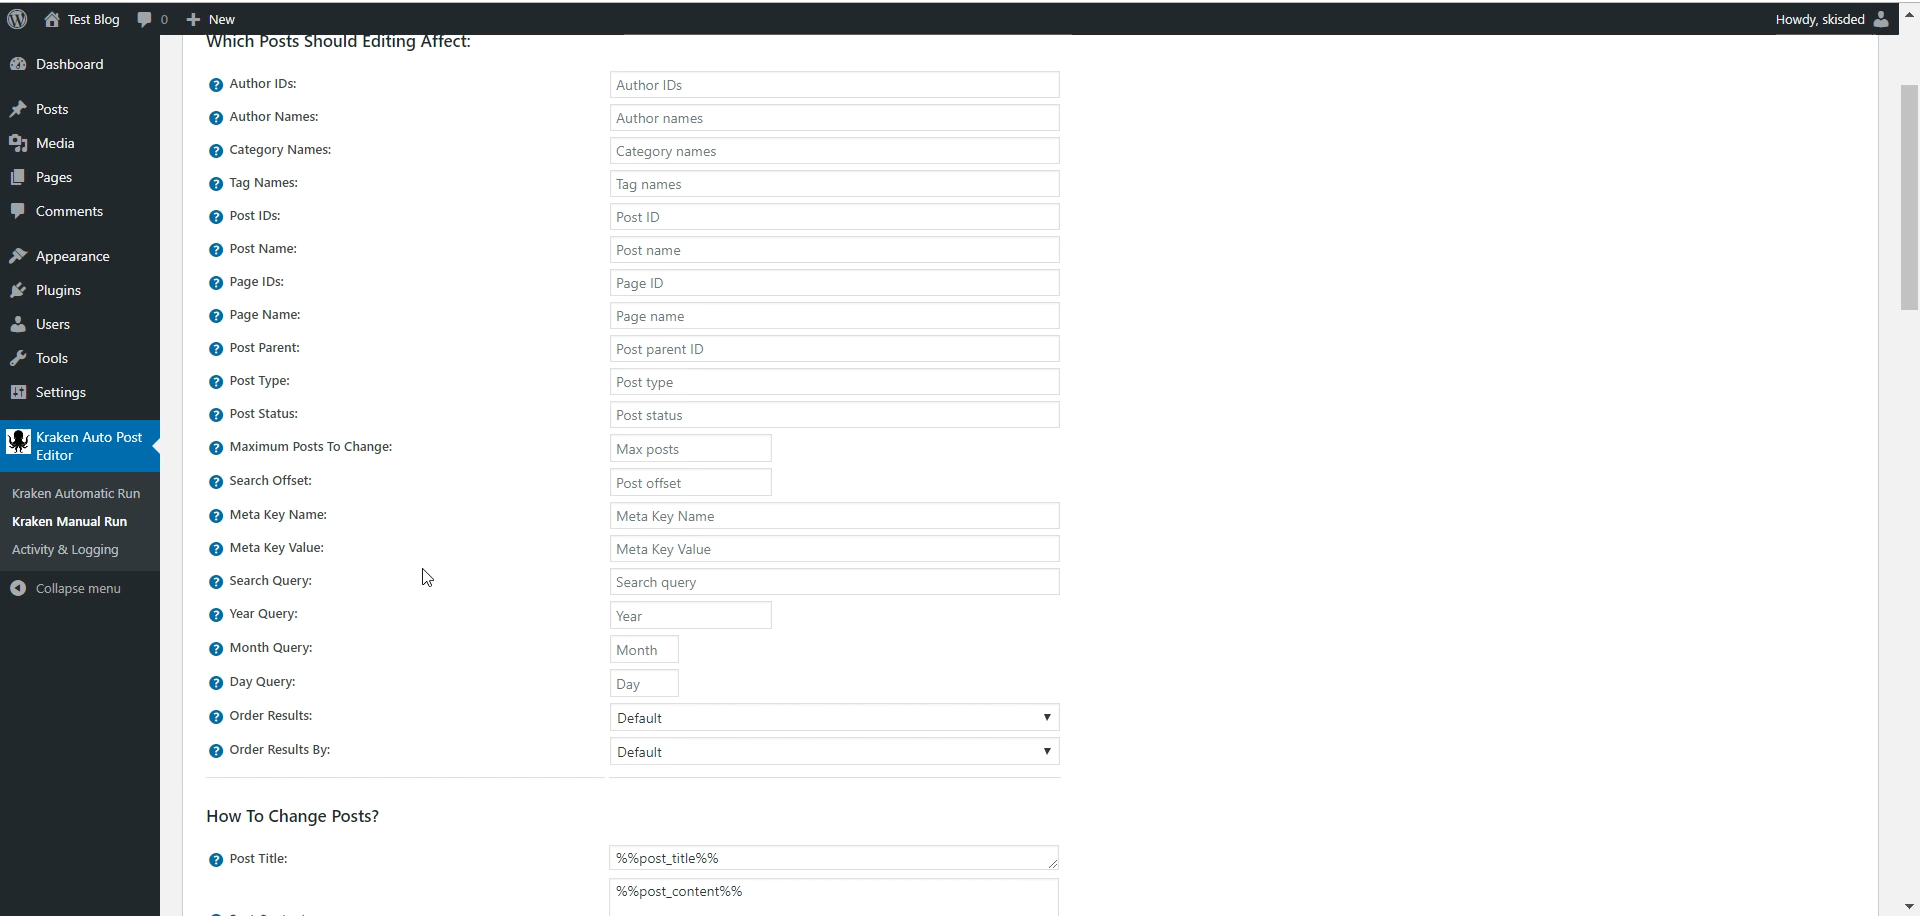 Test Blog
0
New
Howdy, skisded
Dashboard
Posts
Media
Pages
Comments
Appearance
Plugins
Users
Tools
Settings
Kraken Auto Post
Editor
Kraken Automatic Run
Kraken Manual Run
Activity & Logging
Collapse menu
Which Posts Should Editing Affect:
? Author IDs: Author IDs
? Author Names: Author names
? Category Names: Category names
? Tag Names: Tag names
? Post IDs: Post ID
? Post Name: Post name
? Page IDs: Page ID
? Page Name: Page name
? Post Parent: Post parent ID
? Post Type: Post type
? Post Status: Post status
? Maximum Posts To Change: Max posts
? Search Offset: Post offset
? Meta Key Name: Meta Key Name
? Meta Key Value: Meta Key Value
? Search Query: Search query
? Year Query: Year
? Month Query: Month
? Day Query: Day
? Order Results: Default
? Order Results By: Default
How To Change Posts?
? Post Title: %%post_title%%
%%post_content%%